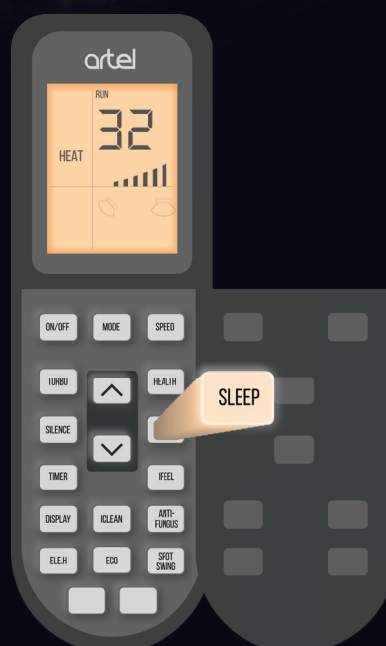 artel
RUN
32
HEAT
ON/OFF MODE SPEED
TURBO HEALTH
SLEEP
SILENCE
TIMER IFEEL
DISPLAY ICLEAN ANTI-
FUNGUS
ELE.H ECO SFOT
SWING